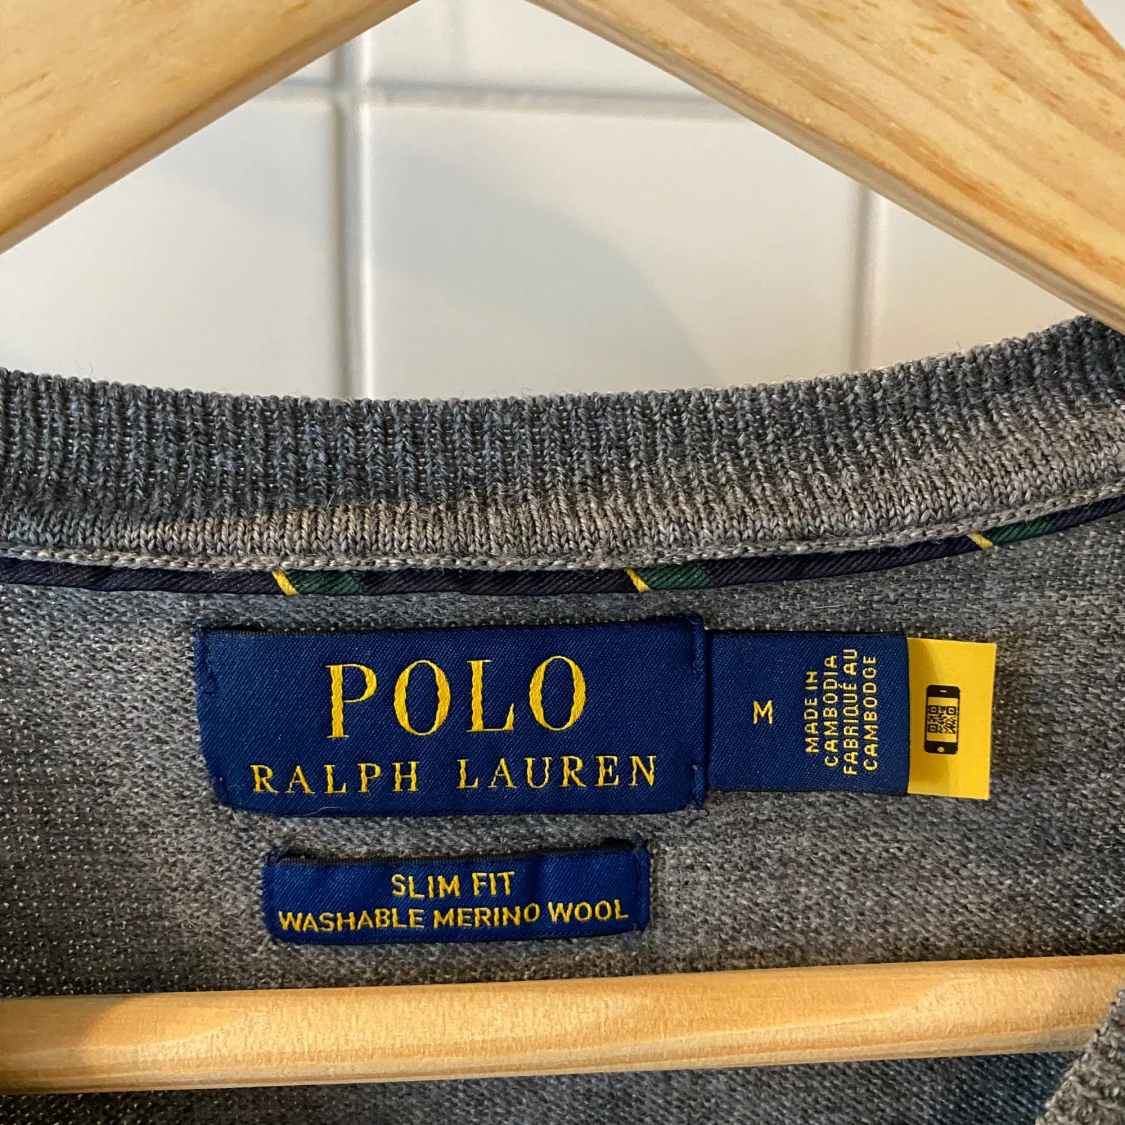 POLO
RALPH LAUREN
M
MADE IN
CAMBODIA
FABRIQUÉ AU
CAMBODGE
SLIM FIT
WASHABLE MERINO WOOL